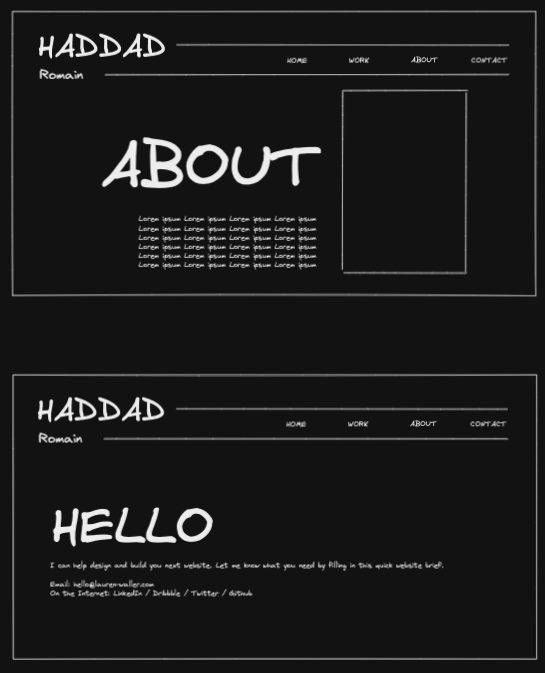 HADDAD
HOME WORK ABOUT CONTACT
Romain
ABOUT
Lorem ipsum Lorem ipsum Lorem ipsum Lorem ipsum
Lorem ipsum Lorem ipsum Lorem ipsum Lorem ipsum
Lorem ipsum Lorem ipsum Lorem ipsum Lorem ipsum
Lorem ipsum Lorem ipsum Lorem ipsum Lorem ipsum
Lorem ipsum Lorem ipsum Lorem ipsum Lorem ipsum
Lorem ipsum Lorem ipsum Lorem ipsum Lorem ipsum
HADDAD
HOME WORK ABOUT CONTACT
Romain
HELLO
I can help design and build you next website. Let me know what you need by filling in this quick website brief.
Email: hello@lauren-waller.com
On the Internet: LinkedIn / Dribbble / Twitter / Github